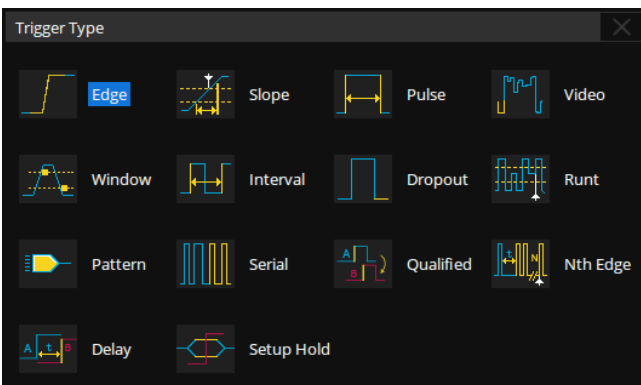 Trigger Type
Edge Slope Pulse Video
Window Interval Dropout Runt
Pattern Serial A B Qualified t N Nth Edge
A t B Delay Setup Hold